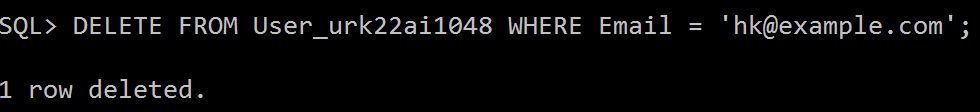 SQL> DELETE FROM User_urk22ai1048 WHERE Email = 'hk@example.com';
1 row deleted.